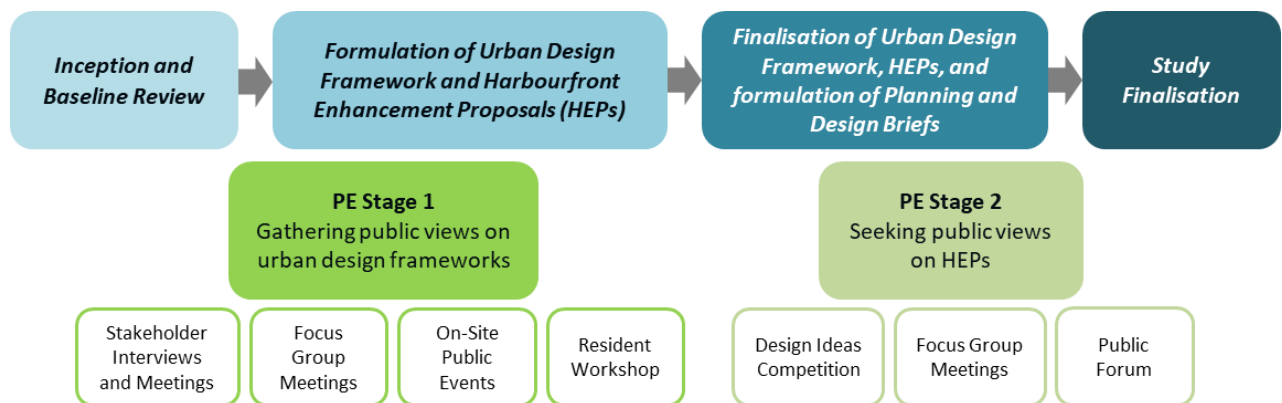 Inception and
Baseline Review
Formulation of Urban Design
Framework and Harbourfront
Enhancement Proposals (HEPs)
Finalisation of Urban Design
Framework, HEPs, and
formulation of Planning and
Design Briefs
Study
Finalisation
PE Stage 1
Gathering public views on
urban design frameworks
PE Stage 2
Seeking public views
on HEPs
Stakeholder
Interviews
and Meetings
Focus
Group
Meetings
On-Site
Public
Events
Resident
Workshop
Design Ideas
Competition
Focus Group
Meetings
Public
Forum